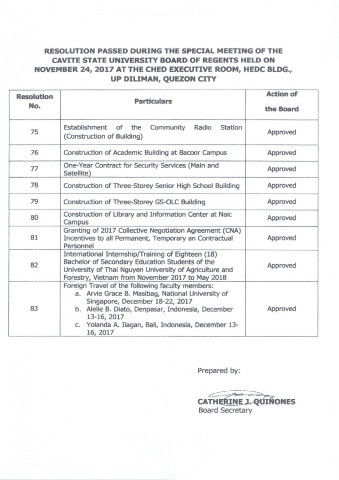 RESOLUTION PASSED DURING THE SPECIAL MEETING OF THE
CAVITE STATE UNIVERSITY BOARD OF REGENTS HELD ON
NOVEMBER 24, 2017 AT THE CHED EXECUTIVE ROOM, HEDC BLDG.,
UP DILIMAN, QUEZON CITY
Resolution No. Particulars Action of the Board
75 Establishment of the Community Radio Station
(Construction of Building) Approved
76 Construction of Academic Building at Bacoor Campus Approved
77 One-Year Contract for Security Services (Main and
Satellite) Approved
78 Construction of Three-Storey Senior High School Building Approved
79 Construction of Three-Storey GS-OLC Building Approved
80 Construction of Library and Information Center at Naic
Campus Approved
81 Granting of 2017 Collective Negotiation Agreement (CNA)
Incentives to all Permanent, Temporary an Contractual
Personnel Approved
82 International Internship/Training of Eighteen (18)
Bachelor of Secondary Education Students of the
University of Thai Nguyen University of Agriculture and
Forestry, Vietnam from November 2017 to May 2018 Approved
83 Foreign Travel of the following faculty members:
a. Arvie Grace B. Masibag, National University of
Singapore, December 18-22, 2017
b. Alelie B. Diato, Denpasar, Indonesia, December
13-16, 2017
c. Yolanda A. Ilagan, Bali, Indonesia, December 13-
16, 2017 Approved
Prepared by:
CATHERINE J. QUIÑONES
Board Secretary